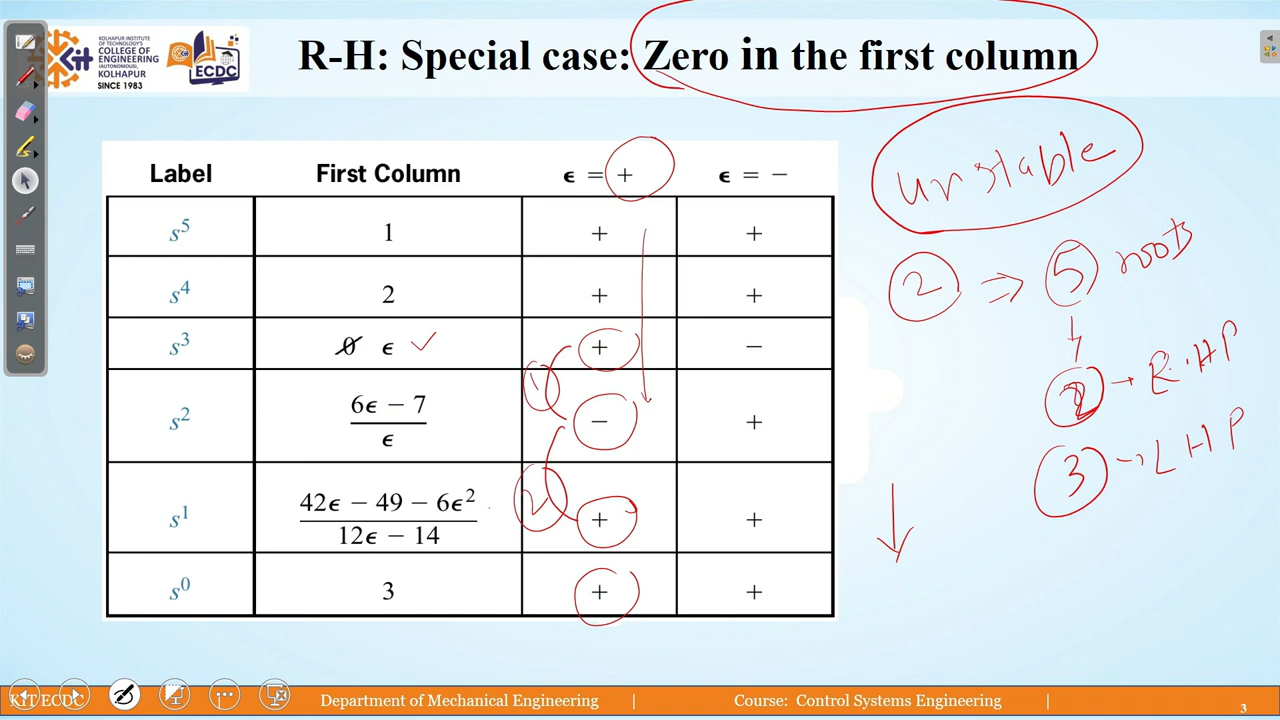 KOLHAPUR INSTITUTE
OF TECHNOLOGY'S
COLLEGE OF
ENGINEERING
(AUTONOMOUS)
KOLHAPUR
SINCE 1983
KIT
ECDC
R-H: Special case: Zero in the first column
unstable
Label First Column ϵ = + ϵ = −
s⁵ 1 + +
s⁴ 2 + +
s³ 0 ϵ ✓ + −
s² (6ϵ − 7)/ϵ − +
s¹ (42ϵ − 49 − 6ϵ²)/(12ϵ − 14) + +
s⁰ 3 + +
1
2
2 ⇒ 5 roots
2 → R.HP
3 → LHP
KIT ECDC
Department of Mechanical Engineering | Course: Control Systems Engineering | 3